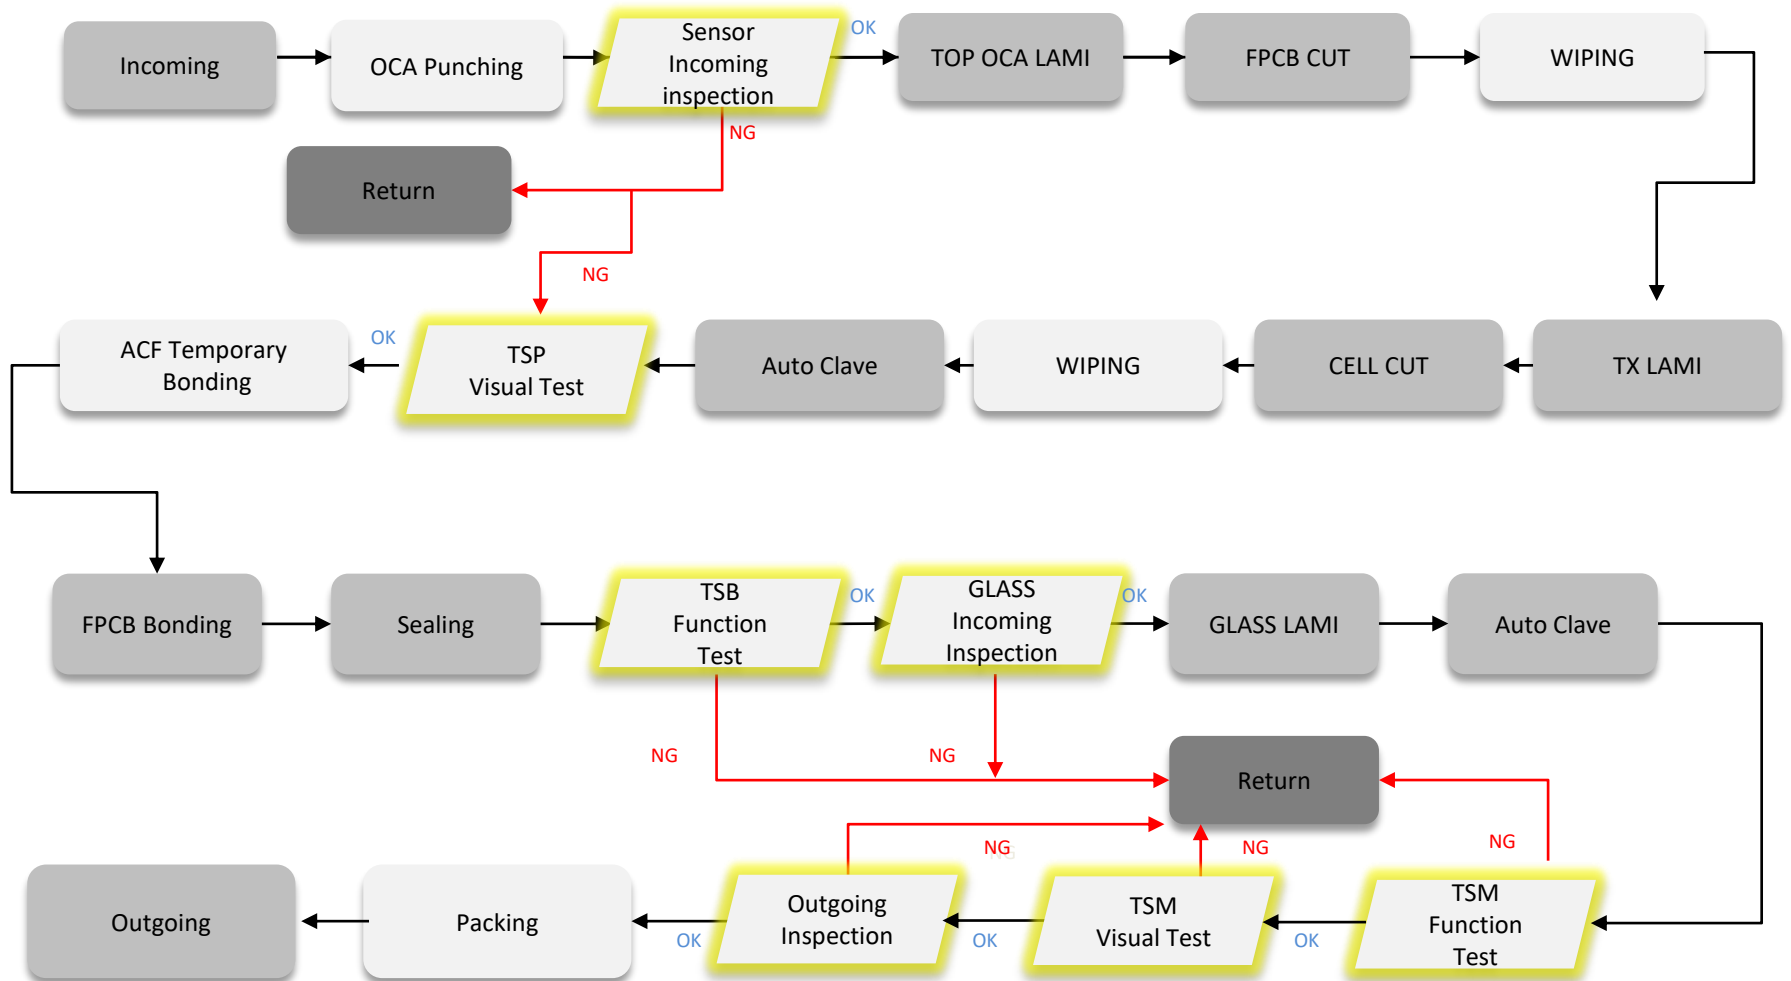 Incoming
OCA Punching
Sensor
Incoming
inspection
OK
TOP OCA LAMI
FPCB CUT
WIPING
NG
Return
NG
ACF Temporary
Bonding
OK
TSP
Visual Test
Auto Clave
WIPING
CELL CUT
TX LAMI
FPCB Bonding
Sealing
TSB
Function
Test
OK
GLASS
Incoming
Inspection
OK
GLASS LAMI
Auto Clave
NG
NG
Return
NG
NG
NG
Outgoing
Packing
OK
Outgoing
Inspection
OK
TSM
Visual Test
OK
TSM
Function
Test